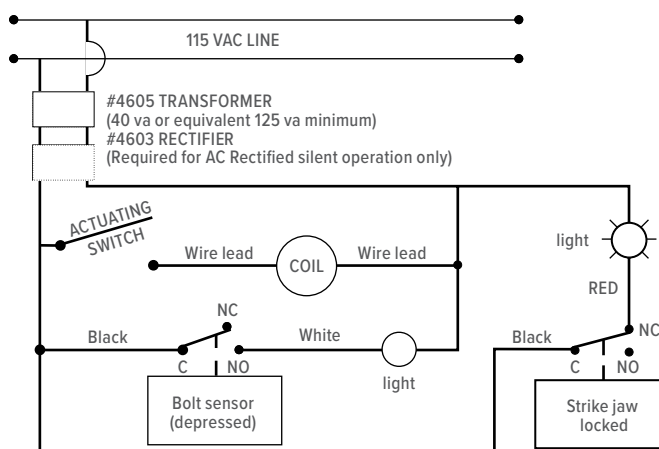 115 VAC LINE
#4605 TRANSFORMER
(40 va or equivalent 125 va minimum)
#4603 RECTIFIER
(Required for AC Rectified silent operation only)
ACTUATING
SWITCH
Wire lead
COIL
Wire lead
light
RED
NC
Black
White
C
NO
light
Bolt sensor
(depressed)
Black
NC
C
NO
Strike jaw
locked